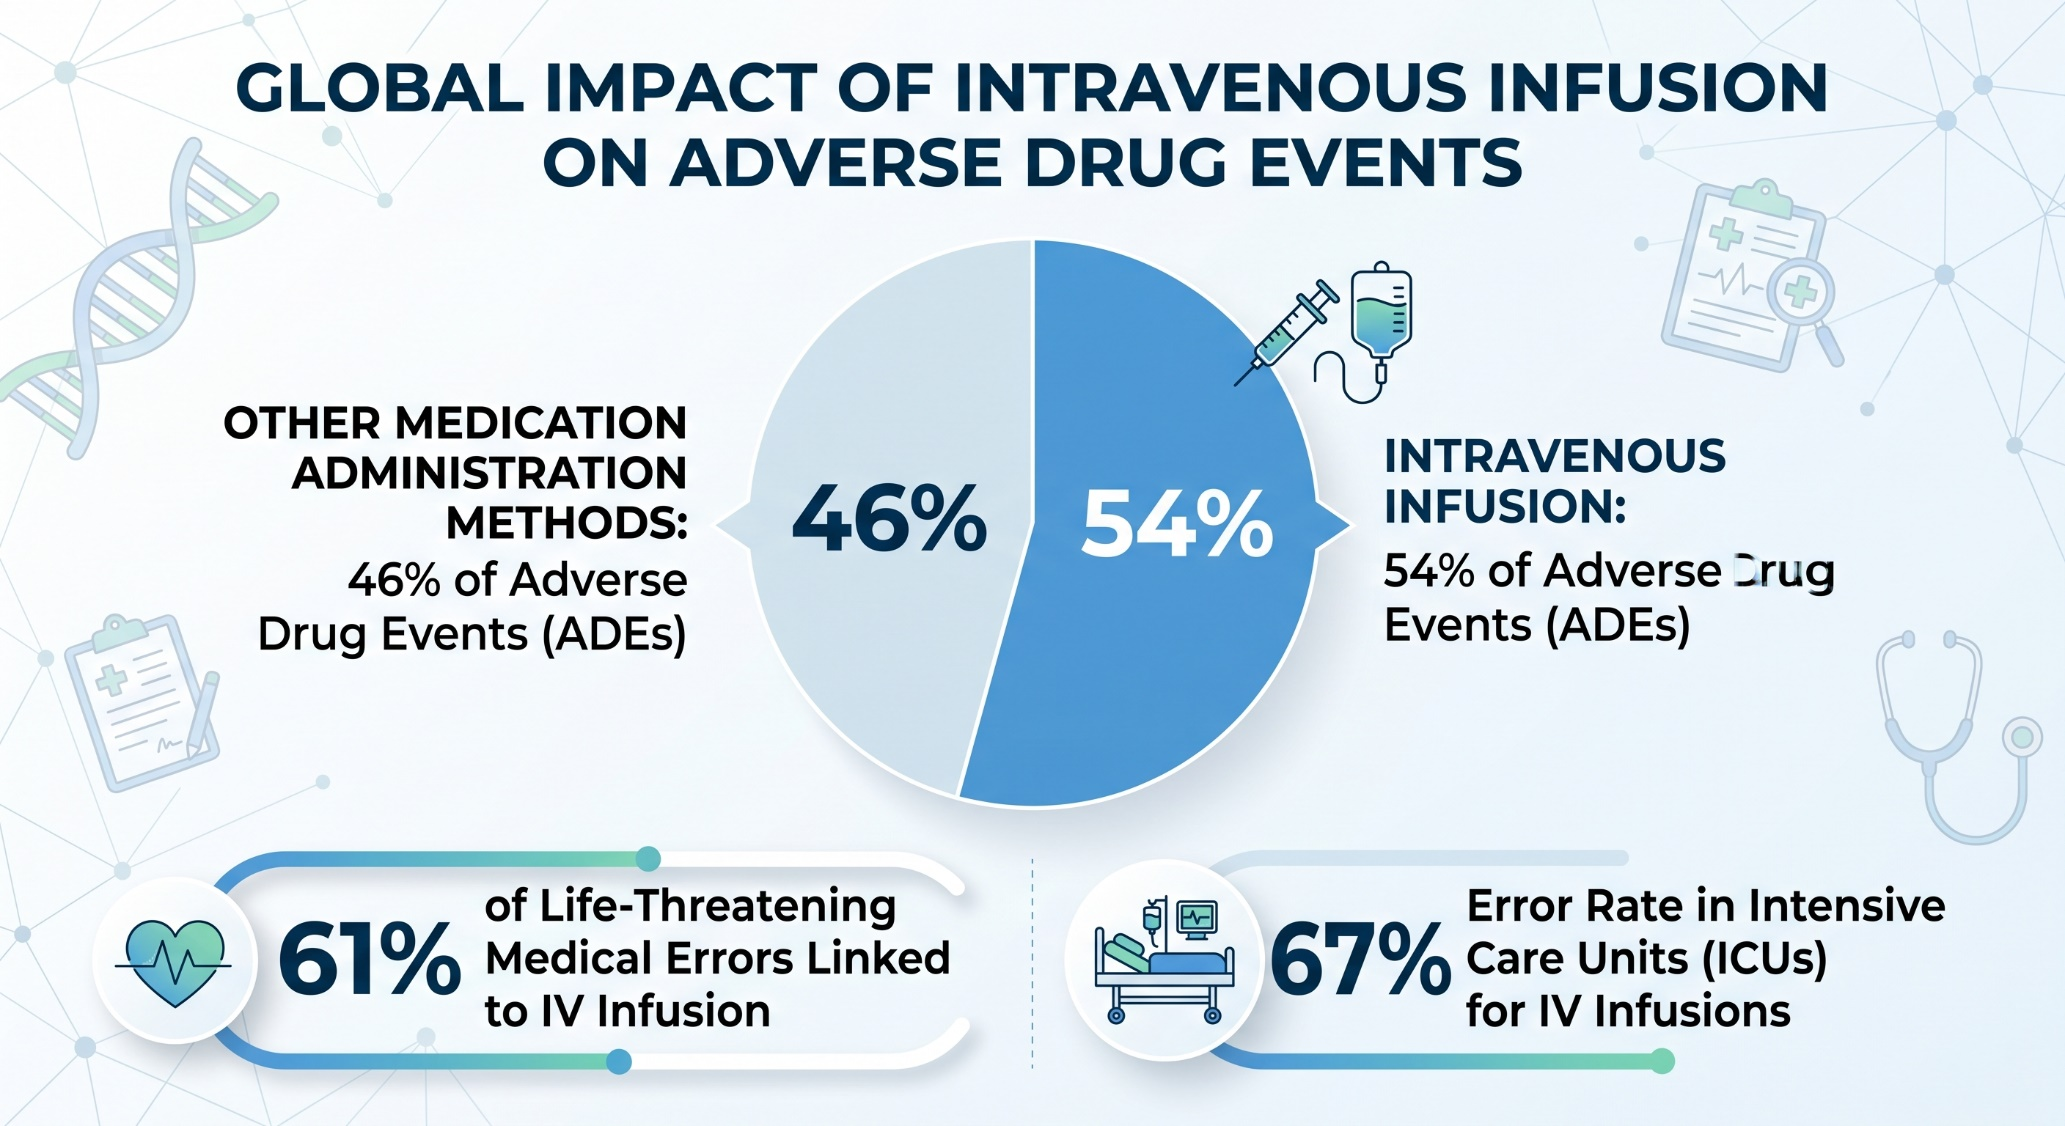 GLOBAL IMPACT OF INTRAVENOUS INFUSION
ON ADVERSE DRUG EVENTS
OTHER MEDICATION
ADMINISTRATION
METHODS:
46% of Adverse
Drug Events (ADEs)
46%
54%
INTRAVENOUS
INFUSION:
54% of Adverse Drug
Events (ADEs)
61%
of Life-Threatening
Medical Errors Linked
to IV Infusion
67%
Error Rate in Intensive
Care Units (ICUs)
for IV Infusions